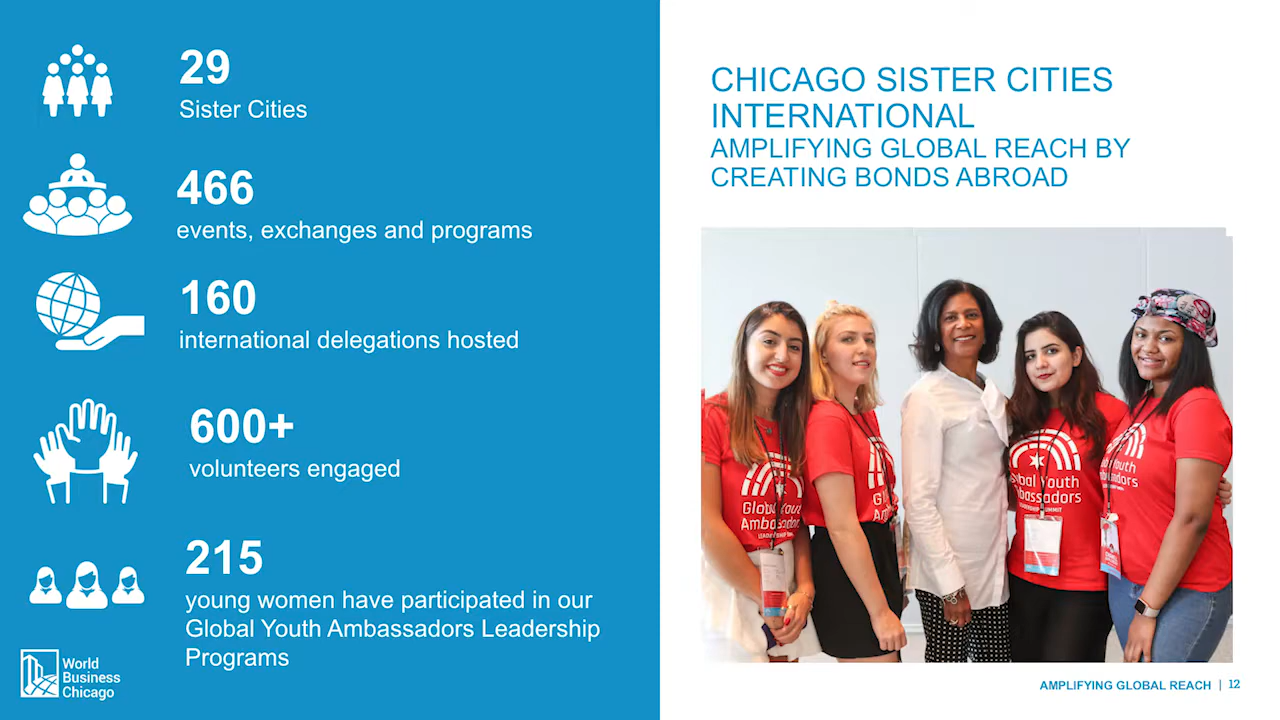 29
Sister Cities
466
events, exchanges and programs
160
international delegations hosted
600+
volunteers engaged
215
young women have participated in our
Global Youth Ambassadors Leadership
Programs
World
Business
Chicago
CHICAGO SISTER CITIES
INTERNATIONAL
AMPLIFYING GLOBAL REACH BY
CREATING BONDS ABROAD
Global Youth
Ambassadors
Global Youth
Ambassadors
LEADERSHIP SUMMIT
AMPLIFYING GLOBAL REACH | 12